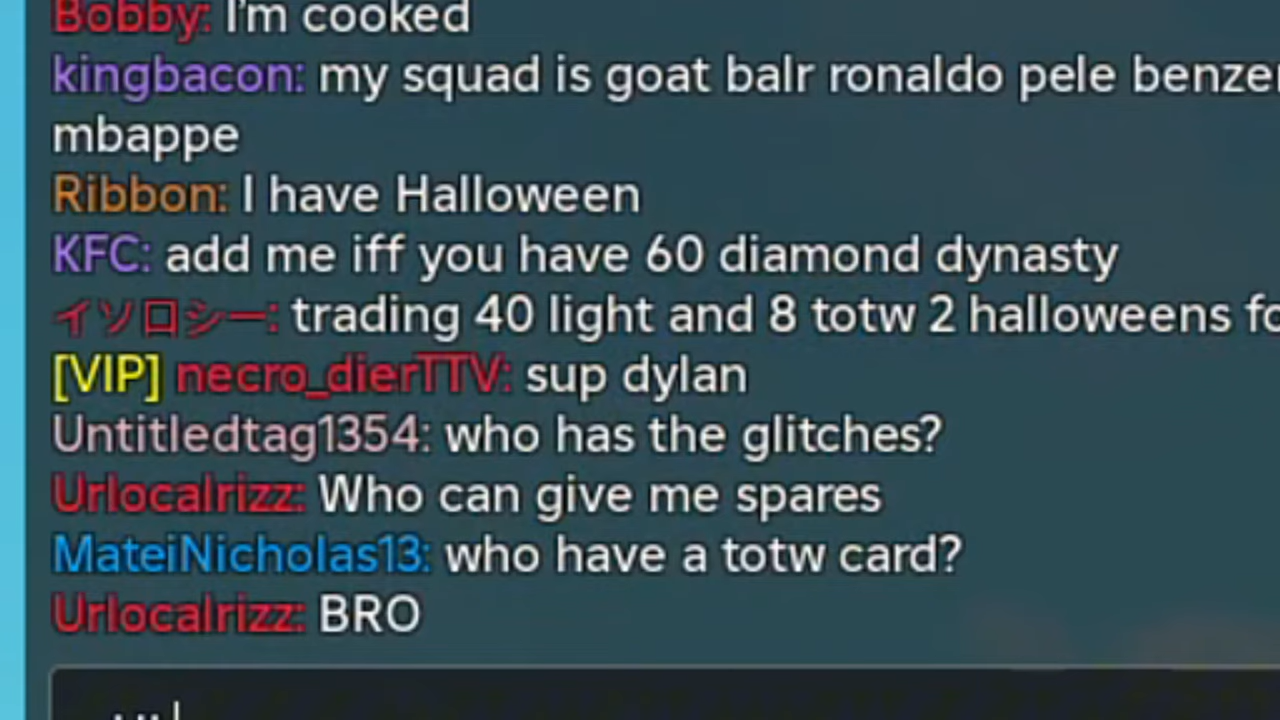 Bobby: I'm cooked
kingbacon: my squad is goat balr ronaldo pele
mbappe
Ribbon: I have Halloween
KFC: add me iff you have 60 diamond dynasty
イソロシー: trading 40 light and 8 totw 2 halloweens
[VIP] necro_dierTTV: sup dylan
Untitledtag1354: who has the glitches?
Urlocalrizz: Who can give me spares
MateiNicholas13: who have a totw card?
Urlocalrizz: BRO